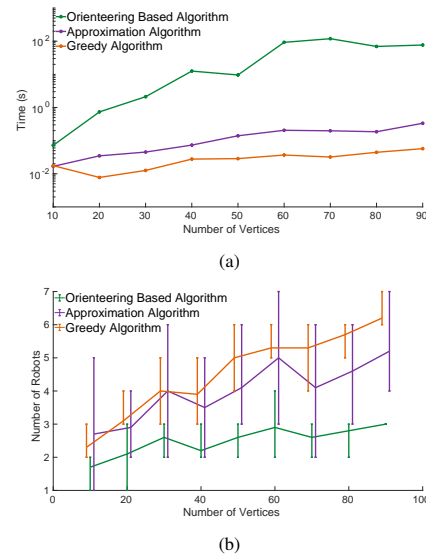 Orienteering Based Algorithm
Approximation Algorithm
Greedy Algorithm
10^2
10^0
10^-2
Time (s)
10 20 30 40 50 60 70 80 90
Number of Vertices
(a)
7
6
5
4
3
2
1
Orienteering Based Algorithm
Approximation Algorithm
Greedy Algorithm
Number of Robots
0 20 40 60 80 100
Number of Vertices
(b)